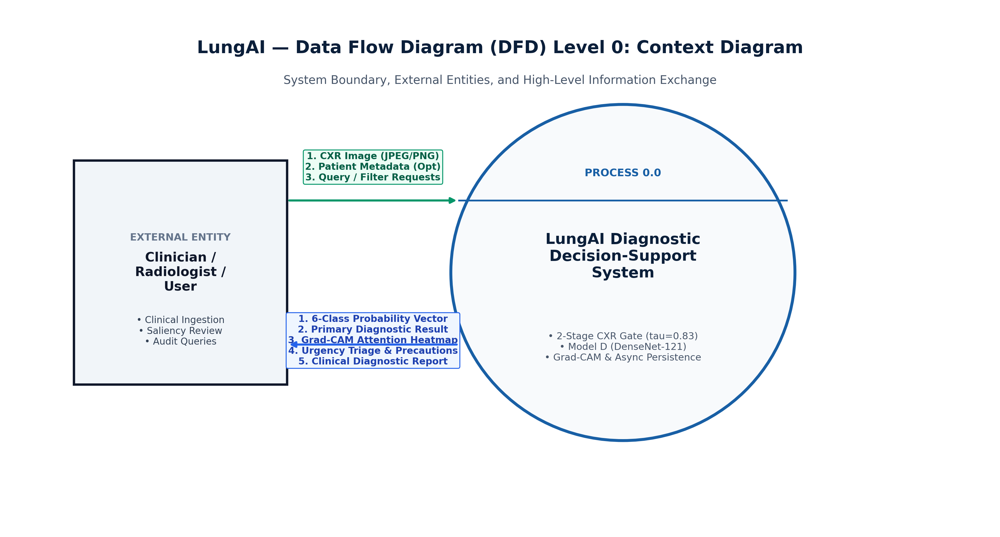 LungAI — Data Flow Diagram (DFD) Level 0: Context Diagram
System Boundary, External Entities, and High-Level Information Exchange
EXTERNAL ENTITY
Clinician /
Radiologist /
User
• Clinical Ingestion
• Saliency Review
• Audit Queries
1. CXR Image (JPEG/PNG)
2. Patient Metadata (Opt)
3. Query / Filter Requests
1. 6-Class Probability Vector
2. Primary Diagnostic Result
3. Grad-CAM Attention Heatmap
4. Urgency Triage & Precautions
5. Clinical Diagnostic Report
PROCESS 0.0
LungAI Diagnostic
Decision-Support
System
• 2-Stage CXR Gate (tau=0.83)
• Model D (DenseNet-121)
• Grad-CAM & Async Persistence